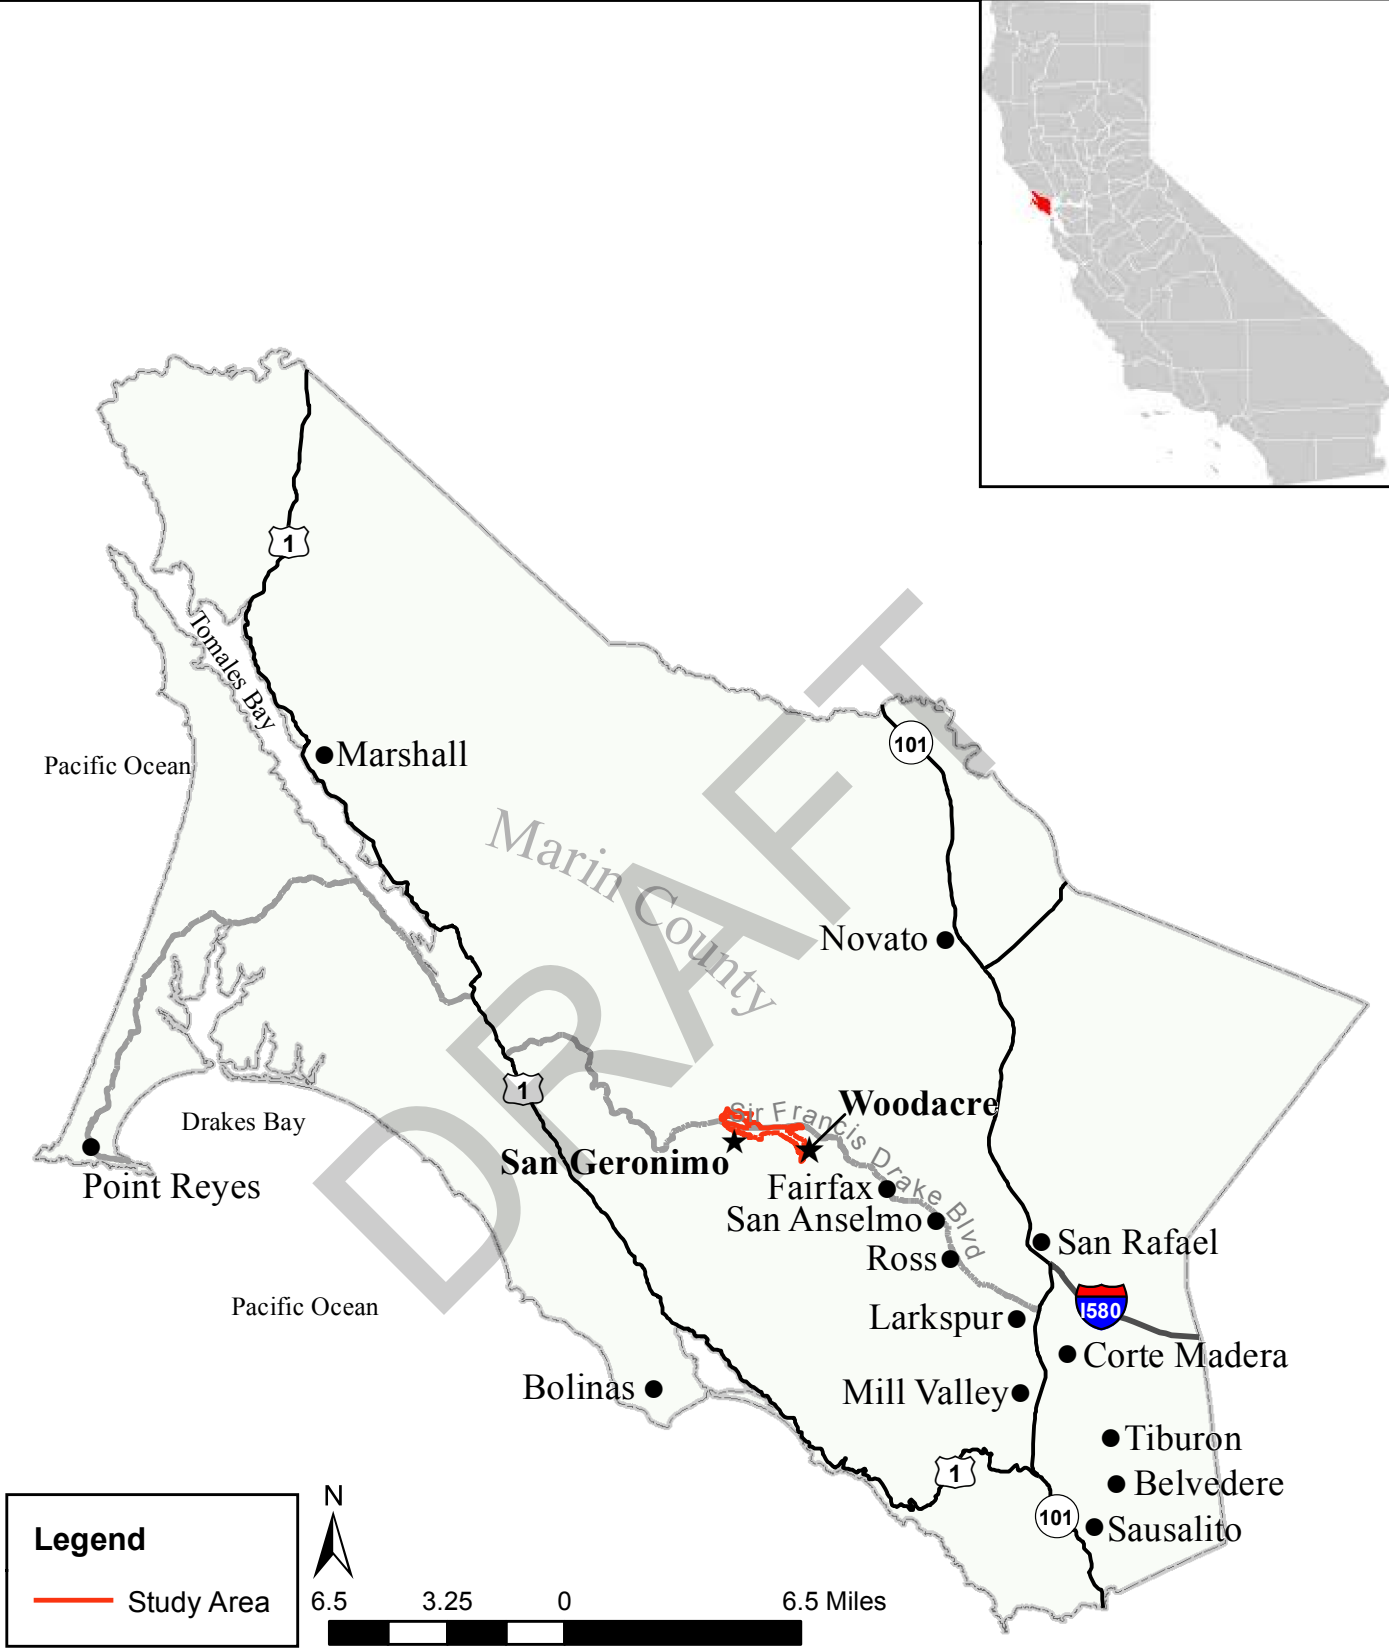 1
Tomales Bay
Marshall
Pacific Ocean
101
Marin County
DRAFT
Novato
1
Drakes Bay
Point Reyes
Sir Francis Drake Blvd
Woodacre
San Geronimo
Fairfax
San Anselmo
Ross
San Rafael
I580
Pacific Ocean
Larkspur
Corte Madera
Bolinas
Mill Valley
Tiburon
1
Belvedere
101
Sausalito
Legend
Study Area
N
6.5 3.25 0 6.5 Miles